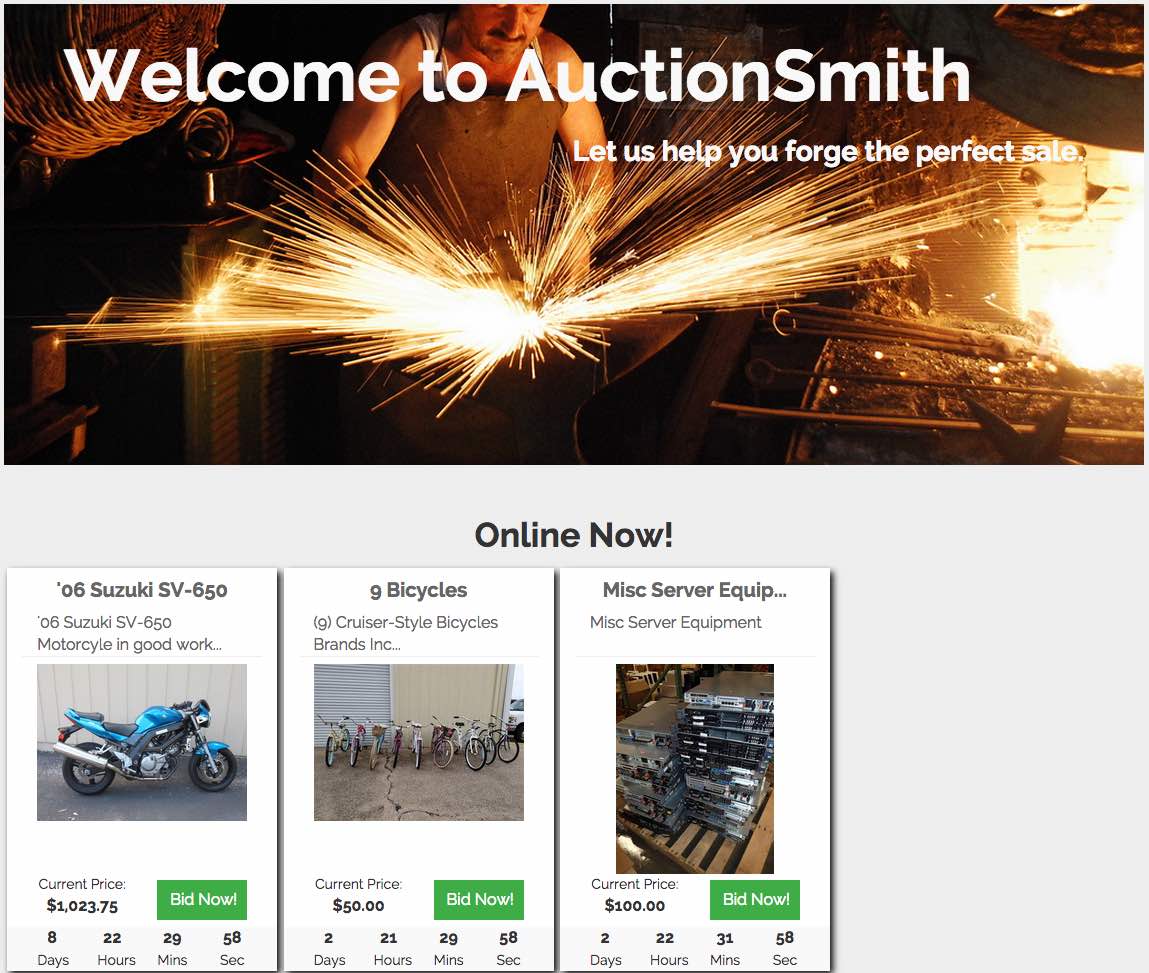 Welcome to AuctionSmith
Let us help you forge the perfect sale.
Online Now!
'06 Suzuki SV-650
'06 Suzuki SV-650
Motorcyle in good work...
Current Price:
$1,023.75
Bid Now!
8 22 29 58
Days Hours Mins Sec
9 Bicycles
(9) Cruiser-Style Bicycles
Brands Inc...
Current Price:
$50.00
Bid Now!
2 21 29 58
Days Hours Mins Sec
Misc Server Equip...
Misc Server Equipment
Current Price:
$100.00
Bid Now!
2 22 31 58
Days Hours Mins Sec